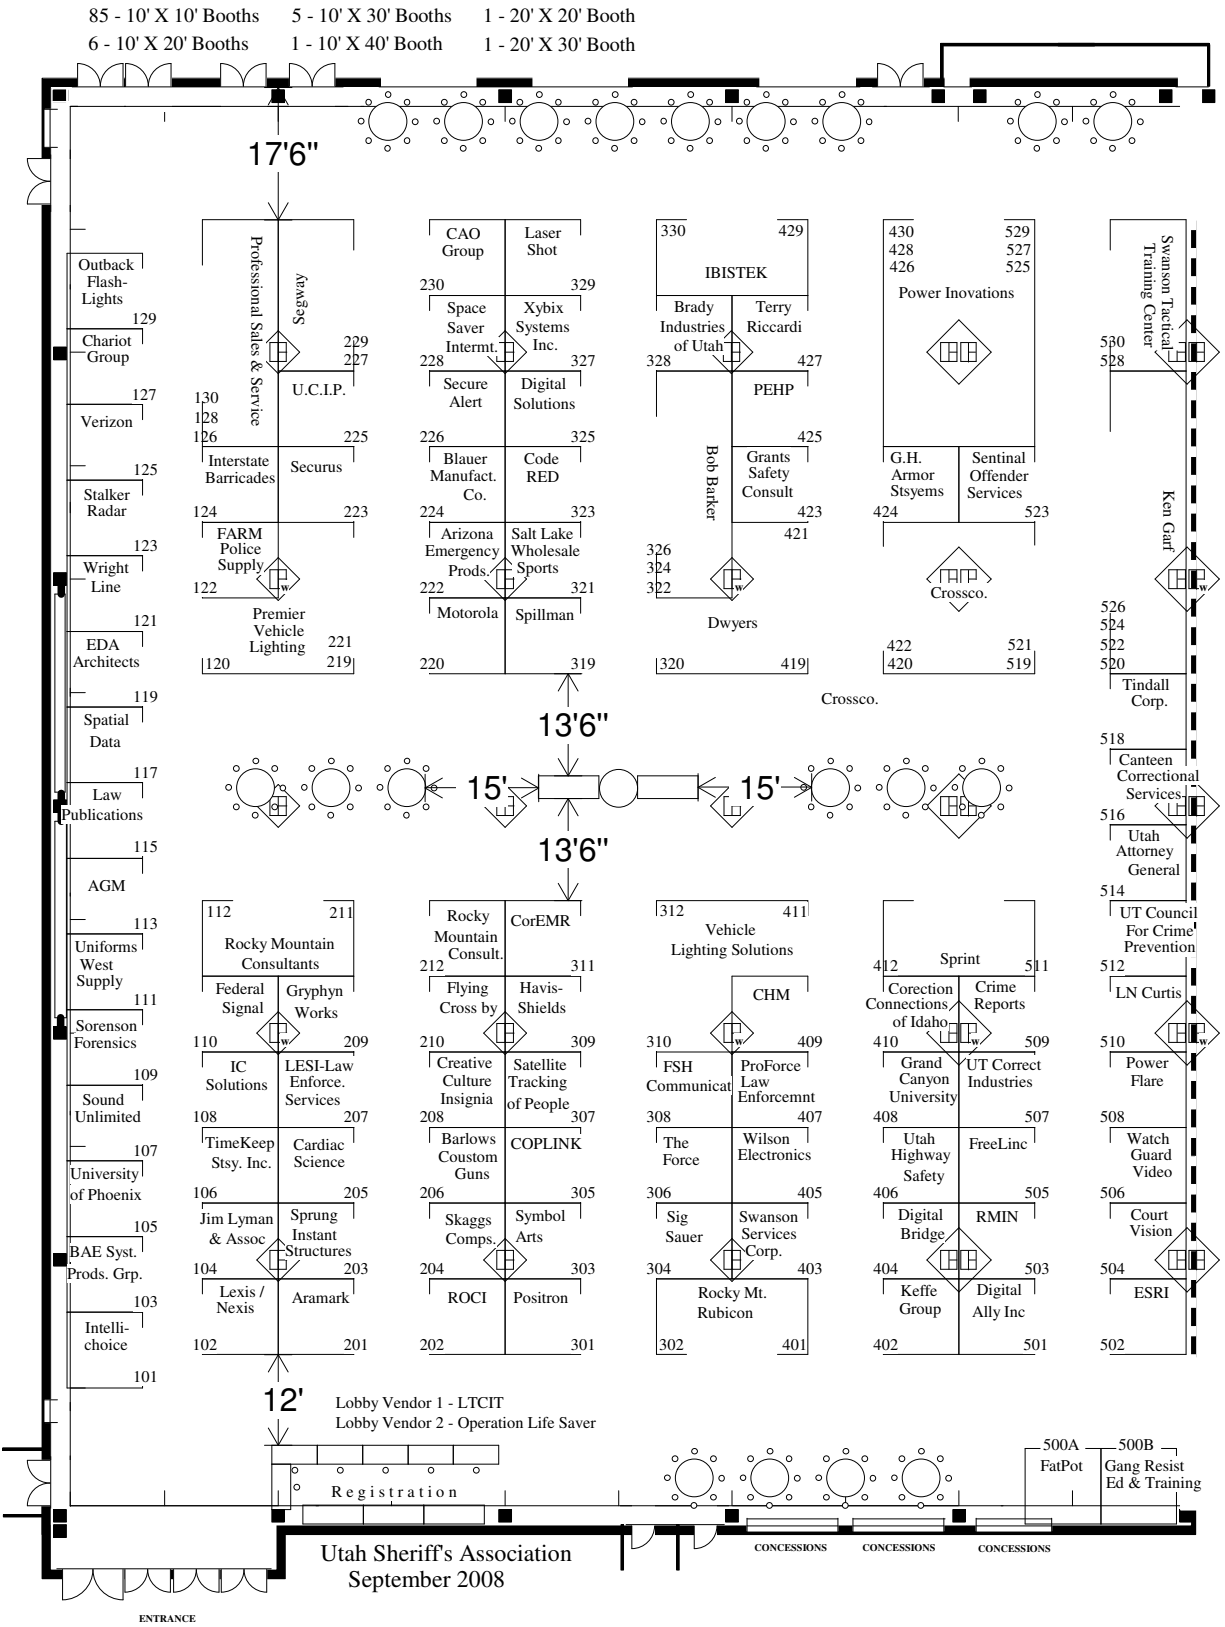 85 - 10' X 10' Booths
5 - 10' X 30' Booths
1 - 20' X 20' Booth
6 - 10' X 20' Booths
1 - 10' X 40' Booth
1 - 20' X 30' Booth
17'6"
Outback
Flash-
Lights
129
Chariot
Group
127
Verizon
125
Stalker
Radar
123
Wright
Line
121
EDA
Architects
119
Spatial
Data
117
Law
Publications
115
AGM
113
Uniforms
West
Supply
111
Sorenson
Forensics
109
Sound
Unlimited
107
University
of Phoenix
105
BAE Syst.
Prods. Grp.
103
Intelli-
choice
101
Professional Sales & Service
Segway
229
227
U.C.I.P.
130
128
126
225
Interstate
Barricades
Securus
124
223
FARM
Police
Supply
W
122
Premier
Vehicle
Lighting
221
120
219
CAO
Group
Laser
Shot
230
329
Space
Saver
Intermt.
Xybix
Systems
Inc.
228
327
Secure
Alert
Digital
Solutions
226
325
Blauer
Manufact.
Co.
Code
RED
224
323
Arizona
Emergency
Prods.
Salt Lake
Wholesale
Sports
222
321
Motorola
Spillman
220
319
330
429
IBISTEK
Brady
Industries
of Utah
Terry
Riccardi
328
427
PEHP
425
Bob Barker
Grants
Safety
Consult
423
421
326
324
322
W
Dwyers
320
419
430
529
428
527
426
525
Power Inovations
G.H.
Armor
Stsyems
Sentinal
Offender
Services
424
523
Crossco.
422
521
420
519
Crossco.
Swanson Tactical
Training Center
530
528
Ken Garf
W
526
524
522
520
Tindall
Corp.
518
Canteen
Correctional
Services
516
Utah
Attorney
General
514
UT Council
For Crime
Prevention
512
LN Curtis
W
510
Power
Flare
508
Watch
Guard
Video
506
Court
Vision
504
ESRI
502
13'6"
15'
15'
13'6"
112
211
Rocky Mountain
Consultants
Federal
Signal
Gryphyn
Works
W
110
209
IC
Solutions
LESI-Law
Enforce.
Services
108
207
TimeKeep
Stsy. Inc.
Cardiac
Science
106
205
Jim Lyman
& Assoc
Sprung
Instant
Structures
104
203
Lexis /
Nexis
Aramark
102
201
Rocky
Mountain
Consult.
CorEMR
212
311
Flying
Cross by
Havis-
Shields
210
309
Creative
Culture
Insignia
Satellite
Tracking
of People
208
307
Barlows
Coustom
Guns
COPLINK
206
305
Skaggs
Comps.
Symbol
Arts
204
303
ROCI
Positron
202
301
312
411
Vehicle
Lighting Solutions
CHM
W
310
409
FSH
Communicat
ProForce
Law
Enforcemnt
308
407
The
Force
Wilson
Electronics
306
405
Sig
Sauer
Swanson
Services
Corp.
304
403
Rocky Mt.
Rubicon
302
401
Sprint
412
511
Corection
Connections
of Idaho
Crime
Reports
W
410
509
Grand
Canyon
University
UT Correct
Industries
408
507
Utah
Highway
Safety
FreeLinc
406
505
Digital
Bridge
RMIN
404
503
Keffe
Group
Digital
Ally Inc
402
501
12'
Lobby Vendor 1 - LTCIT
Lobby Vendor 2 - Operation Life Saver
Registration
500A
FatPot
500B
Gang Resist
Ed & Training
CONCESSIONS
CONCESSIONS
CONCESSIONS
Utah Sheriff's Association
September 2008
ENTRANCE